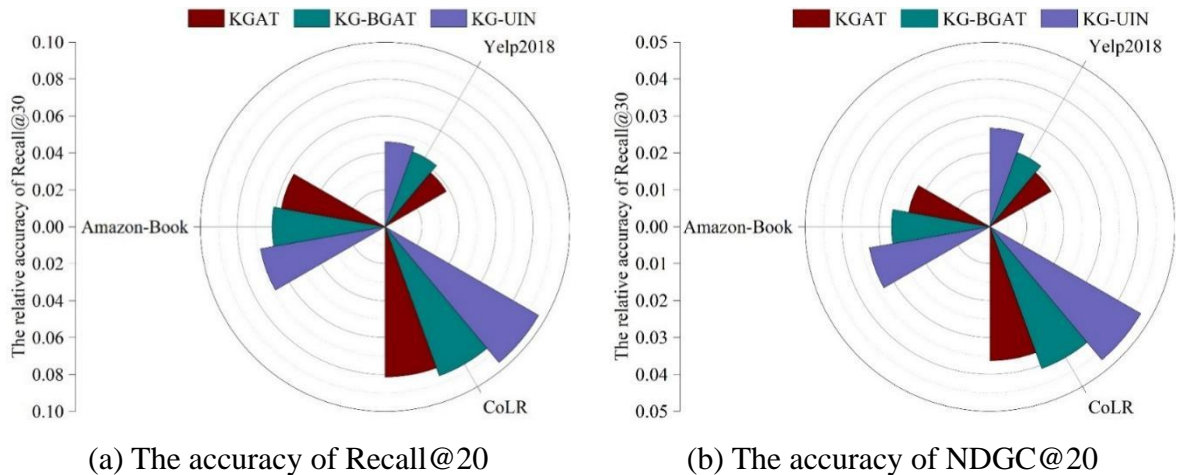 KGAT KG-BGAT KG-UIN
Yelp2018
The relative accuracy of Recall@30
0.10
0.08
0.06
0.04
0.02
0.00
0.02
0.04
0.06
0.08
0.10
Amazon-Book
CoLR
(a) The accuracy of Recall@20
KGAT KG-BGAT KG-UIN
Yelp2018
The relative accuracy of Recall@30
0.05
0.04
0.03
0.02
0.01
0.00
0.01
0.02
0.03
0.04
0.05
Amazon-Book
CoLR
(b) The accuracy of NDGC@20